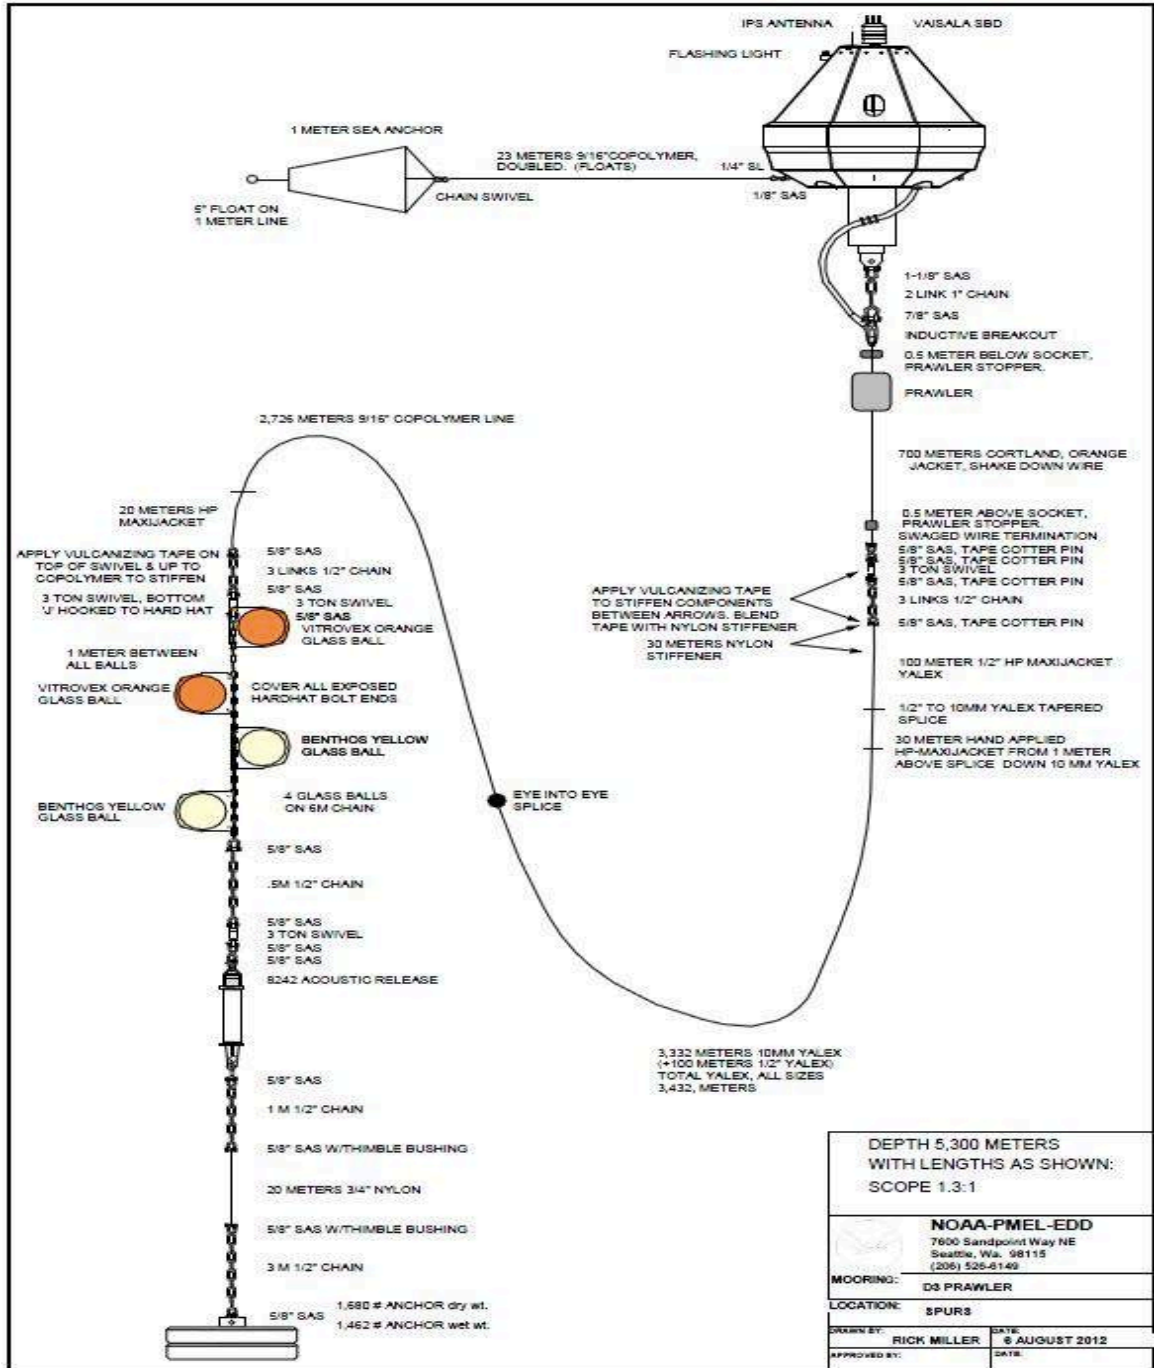 IPS ANTENNA
VAISALA SBD
FLASHING LIGHT
1 METER SEA ANCHOR
23 METERS 9/16" COPOLYMER,
DOUBLED. (FLOATS)
1/4" SL
1/8" SAS
CHAIN SWIVEL
5" FLOAT ON
1 METER LINE
1-1/8" SAS
2 LINK 1" CHAIN
7/8" SAS
INDUCTIVE BREAKOUT
0.5 METER BELOW SOCKET,
PRAWLER STOPPER.
PRAWLER
700 METERS CORTLAND, ORANGE
JACKET, SHAKE DOWN WIRE
0.5 METER ABOVE SOCKET,
PRAWLER STOPPER.
SWAGED WIRE TERMINATION
5/8" SAS, TAPE COTTER PIN
5/8" SAS, TAPE COTTER PIN
3 TON SWIVEL
5/8" SAS, TAPE COTTER PIN
3 LINKS 1/2" CHAIN
5/8" SAS, TAPE COTTER PIN
APPLY VULCANIZING TAPE
TO STIFFEN COMPONENTS
BETWEEN ARROWS. BLEND
TAPE WITH NYLON STIFFENER
30 METERS NYLON
STIFFENER
100 METER 1/2" HP MAXIJACKET
YALEX
1/2" TO 10MM YALEX TAPERED
SPLICE
30 METER HAND APPLIED
HP-MAXIJACKET FROM 1 METER
ABOVE SPLICE DOWN 10 MM YALEX
3,332 METERS 10MM YALEX
(+100 METERS 1/2" YALEX)
TOTAL YALEX, ALL SIZES
3,432, METERS
EYE INTO EYE
SPLICE
2,726 METERS 9/16" COPOLYMER LINE
20 METERS HP
MAXIJACKET
APPLY VULCANIZING TAPE ON
TOP OF SWIVEL & UP TO
COPOLYMER TO STIFFEN
3 TON SWIVEL, BOTTOM
'J' HOOKED TO HARD HAT
5/8" SAS
3 LINKS 1/2" CHAIN
5/8" SAS
3 TON SWIVEL
5/8" SAS
VITROVEX ORANGE
GLASS BALL
1 METER BETWEEN
ALL BALLS
VITROVEX ORANGE
GLASS BALL
COVER ALL EXPOSED
HARDHAT BOLT ENDS
BENTHOS YELLOW
GLASS BALL
BENTHOS YELLOW
GLASS BALL
4 GLASS BALLS
ON 6M CHAIN
5/8" SAS
.5M 1/2" CHAIN
5/8" SAS
3 TON SWIVEL
5/8" SAS
5/8" SAS
8242 ACOUSTIC RELEASE
5/8" SAS
1 M 1/2" CHAIN
5/8" SAS W/THIMBLE BUSHING
20 METERS 3/4" NYLON
5/8" SAS W/THIMBLE BUSHING
3 M 1/2" CHAIN
5/8" SAS
1,680 # ANCHOR dry wt.
1,462 # ANCHOR wet wt.
DEPTH 5,300 METERS
WITH LENGTHS AS SHOWN:
SCOPE 1.3:1
NOAA-PMEL-EDD
7600 Sandpoint Way NE
Seattle, Wa. 98115
(206) 526-6149
MOORING: D3 PRAWLER
LOCATION: SPURS
DRAWN BY: RICK MILLER
DATE: 6 AUGUST 2012
APPROVED BY:
DATE: